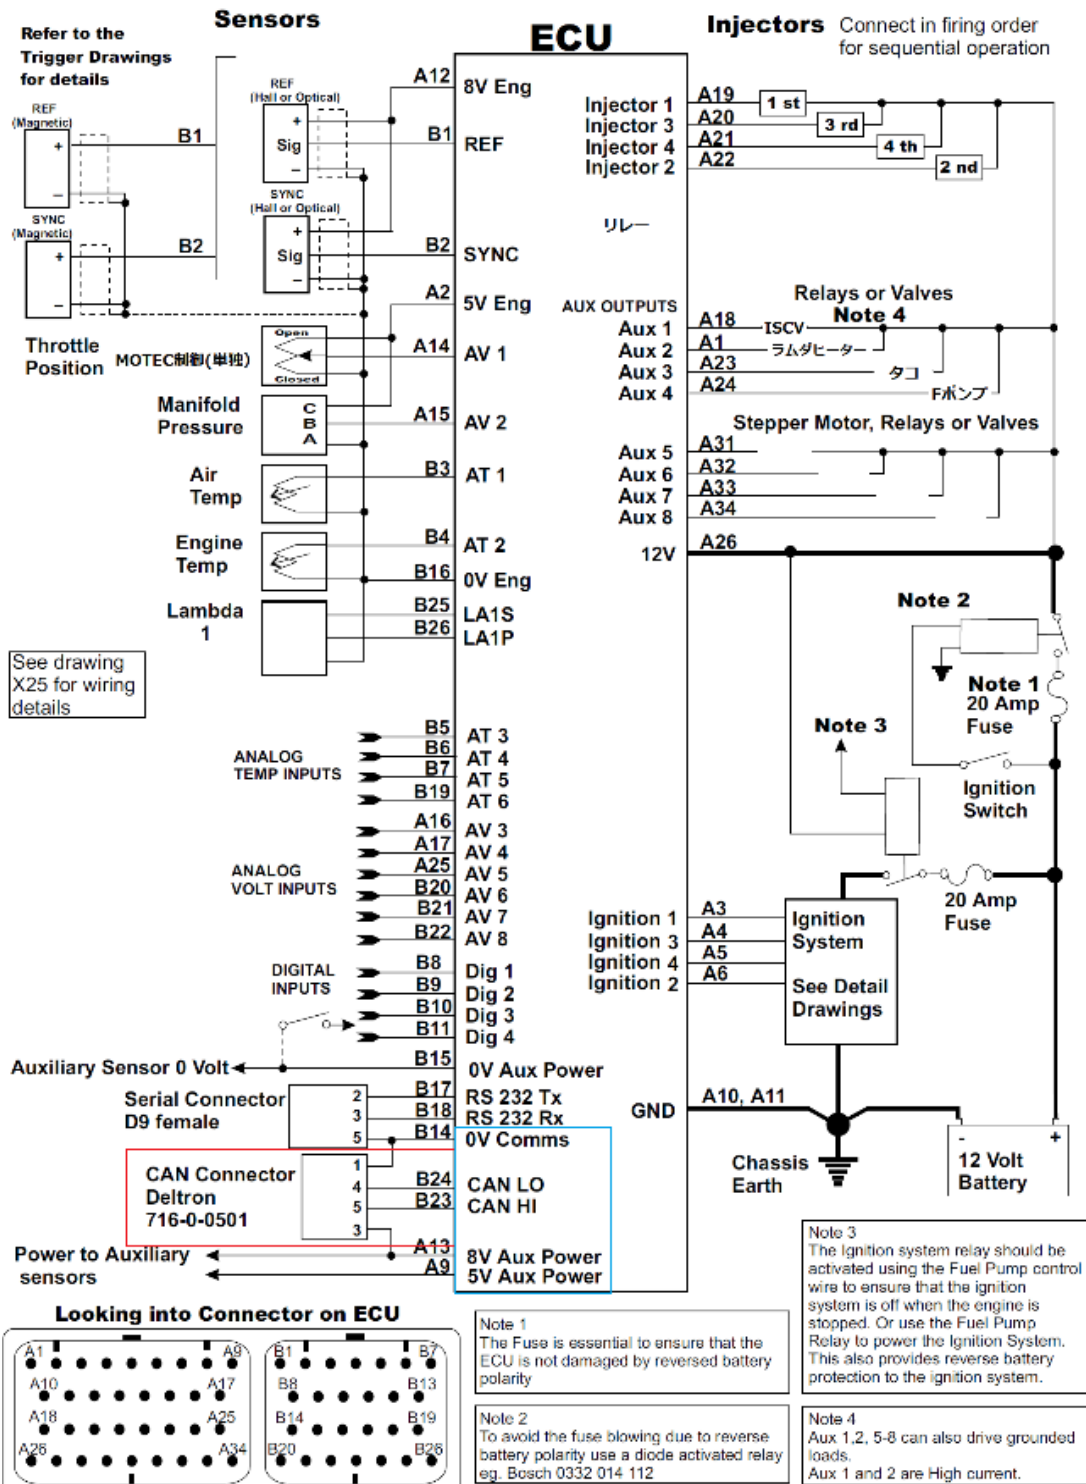 Sensors
ECU
Injectors
Connect in firing order
for sequential operation
Refer to the
Trigger Drawings
for details
REF
(Magnetic)
+
−
B1
SYNC
(Magnetic)
+
−
B2
REF
(Hall or Optical)
+
Sig
−
SYNC
(Hall or Optical)
+
Sig
−
A12
8V Eng
B1
REF
B2
SYNC
A2
5V Eng
Injector 1
A19
1 st
Injector 3
A20
3 rd
Injector 4
A21
4 th
Injector 2
A22
2 nd
リレー
Throttle
Position
MOTEC制御(単独)
Open
Closed
A14
AV 1
Manifold
Pressure
C
B
A
A15
AV 2
Air
Temp
B3
AT 1
Engine
Temp
B4
AT 2
B16
0V Eng
Lambda
1
B25
LA1S
B26
LA1P
See drawing
X25 for wiring
details
AUX OUTPUTS
Relays or Valves
Note 4
Aux 1
A18
ISCV
Aux 2
A1
ラムダヒーター
Aux 3
A23
タコ
Aux 4
A24
Fポンプ
Stepper Motor, Relays or Valves
Aux 5
A31
Aux 6
A32
Aux 7
A33
Aux 8
A34
12V
A26
Note 2
Note 1
20 Amp
Fuse
Note 3
Ignition
Switch
20 Amp
Fuse
ANALOG
TEMP INPUTS
B5
AT 3
B6
AT 4
B7
AT 5
B19
AT 6
ANALOG
VOLT INPUTS
A16
AV 3
A17
AV 4
A25
AV 5
B20
AV 6
B21
AV 7
B22
AV 8
DIGITAL
INPUTS
B8
Dig 1
B9
Dig 2
B10
Dig 3
B11
Dig 4
Ignition 1
A3
Ignition 3
A4
Ignition 4
A5
Ignition 2
A6
Ignition
System
See Detail
Drawings
Auxiliary Sensor 0 Volt
B15
0V Aux Power
Serial Connector
D9 female
2
3
5
B17
RS 232 Tx
B18
RS 232 Rx
B14
0V Comms
CAN Connector
Deltron
716-0-0501
1
4
5
3
B24
CAN LO
B23
CAN HI
Power to Auxiliary
sensors
A13
8V Aux Power
A9
5V Aux Power
GND
A10, A11
Chassis
Earth
-
+
12 Volt
Battery
Looking into Connector on ECU
A1
A9
A10
A17
A18
A25
A26
A34
B1
B7
B8
B13
B14
B19
B20
B26
Note 1
The Fuse is essential to ensure that the
ECU is not damaged by reversed battery
polarity
Note 2
To avoid the fuse blowing due to reverse
battery polarity use a diode activated relay
eg. Bosch 0332 014 112
Note 3
The Ignition system relay should be
activated using the Fuel Pump control
wire to ensure that the ignition
system is off when the engine is
stopped. Or use the Fuel Pump
Relay to power the Ignition System.
This also provides reverse battery
protection to the ignition system.
Note 4
Aux 1,2, 5-8 can also drive grounded
loads.
Aux 1 and 2 are High current.